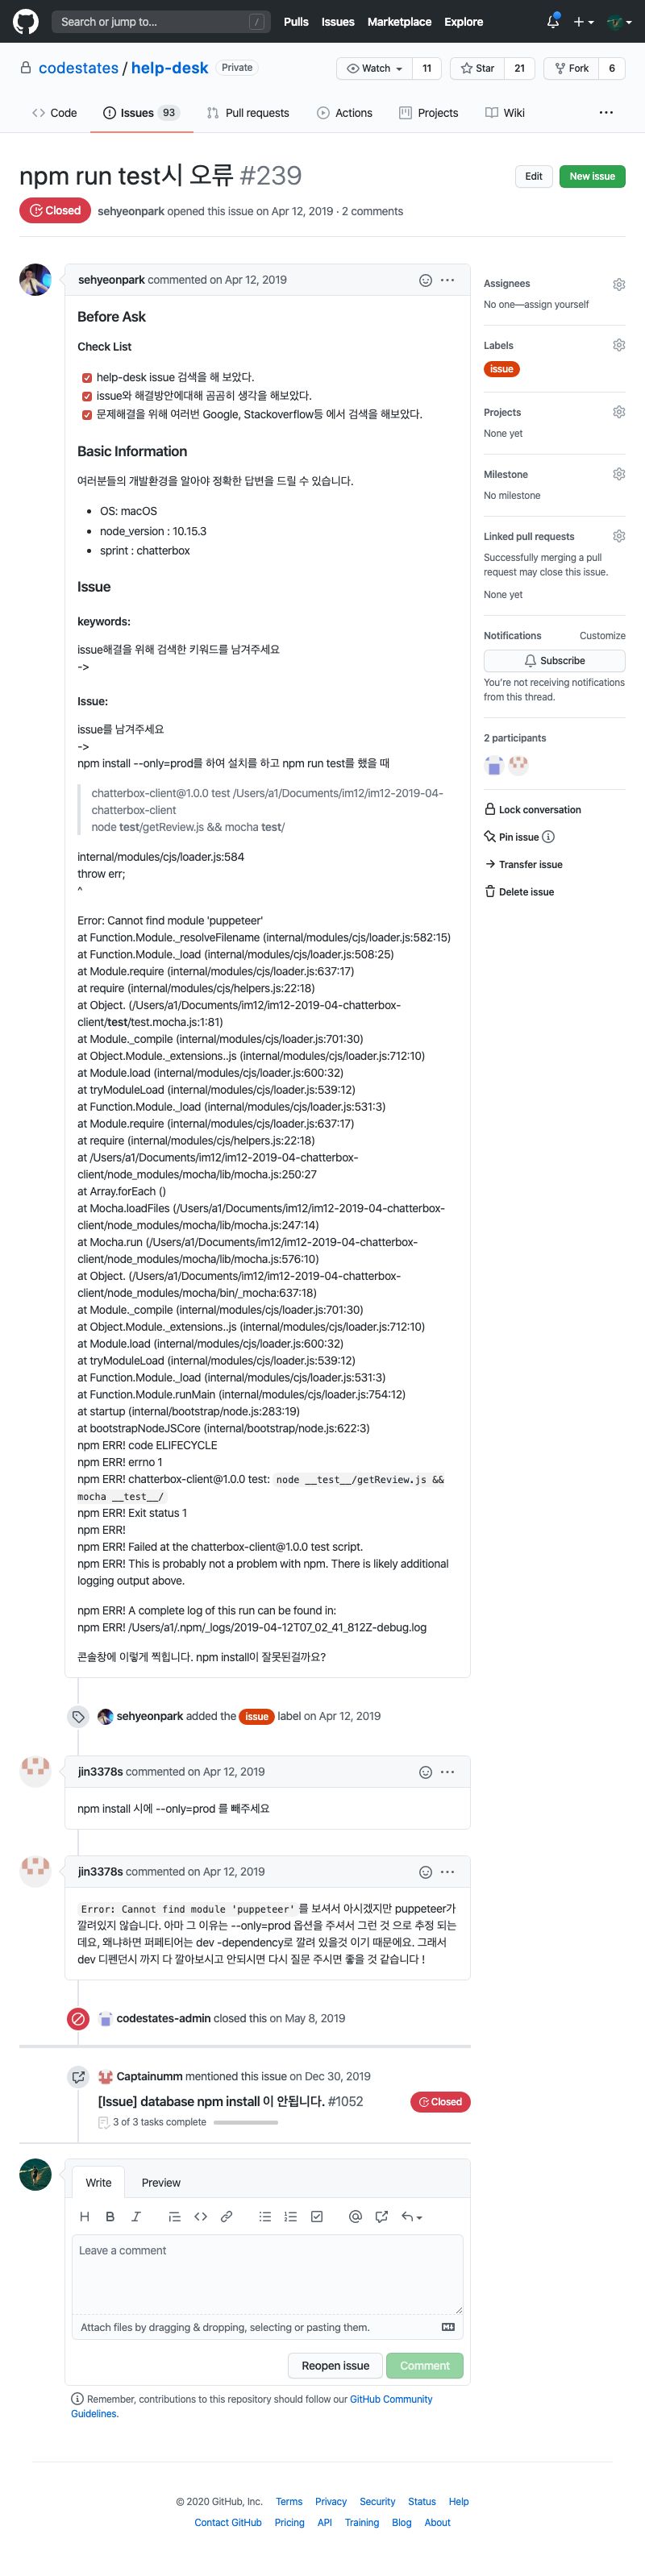 Search or jump to... /
Pulls Issues Marketplace Explore
codestates / help-desk Private
Watch 11 Star 21 Fork 6
Code Issues 93 Pull requests Actions Projects Wiki
npm run test시 오류 #239
Edit New issue
Closed sehyeonpark opened this issue on Apr 12, 2019 · 2 comments
sehyeonpark commented on Apr 12, 2019
Before Ask
Check List
help-desk issue 검색을 해 보았다.
issue와 해결방안에대해 곰곰히 생각을 해보았다.
문제해결을 위해 여러번 Google, Stackoverflow등 에서 검색을 해보았다.
Basic Information
여러분들의 개발환경을 알아야 정확한 답변을 드릴 수 있습니다.
OS: macOS
node_version : 10.15.3
sprint : chatterbox
Issue
keywords:
issue해결을 위해 검색한 키워드를 남겨주세요
->
Issue:
issue를 남겨주세요
->
npm install --only=prod를 하여 설치를 하고 npm run test를 했을 때
chatterbox-client@1.0.0 test /Users/a1/Documents/im12/im12-2019-04-
chatterbox-client
node test/getReview.js && mocha test/
internal/modules/cjs/loader.js:584
throw err;
^
Error: Cannot find module 'puppeteer'
at Function.Module._resolveFilename (internal/modules/cjs/loader.js:582:15)
at Function.Module._load (internal/modules/cjs/loader.js:508:25)
at Module.require (internal/modules/cjs/loader.js:637:17)
at require (internal/modules/cjs/helpers.js:22:18)
at Object. (/Users/a1/Documents/im12/im12-2019-04-chatterbox-
client/test/test.mocha.js:1:81)
at Module._compile (internal/modules/cjs/loader.js:701:30)
at Object.Module._extensions..js (internal/modules/cjs/loader.js:712:10)
at Module.load (internal/modules/cjs/loader.js:600:32)
at tryModuleLoad (internal/modules/cjs/loader.js:539:12)
at Function.Module._load (internal/modules/cjs/loader.js:531:3)
at Module.require (internal/modules/cjs/loader.js:637:17)
at require (internal/modules/cjs/helpers.js:22:18)
at /Users/a1/Documents/im12/im12-2019-04-chatterbox-
client/node_modules/mocha/lib/mocha.js:250:27
at Array.forEach ()
at Mocha.loadFiles (/Users/a1/Documents/im12/im12-2019-04-chatterbox-
client/node_modules/mocha/lib/mocha.js:247:14)
at Mocha.run (/Users/a1/Documents/im12/im12-2019-04-chatterbox-
client/node_modules/mocha/lib/mocha.js:576:10)
at Object. (/Users/a1/Documents/im12/im12-2019-04-chatterbox-
client/node_modules/mocha/bin/_mocha:637:18)
at Module._compile (internal/modules/cjs/loader.js:701:30)
at Object.Module._extensions..js (internal/modules/cjs/loader.js:712:10)
at Module.load (internal/modules/cjs/loader.js:600:32)
at tryModuleLoad (internal/modules/cjs/loader.js:539:12)
at Function.Module._load (internal/modules/cjs/loader.js:531:3)
at Function.Module.runMain (internal/modules/cjs/loader.js:754:12)
at startup (internal/bootstrap/node.js:283:19)
at bootstrapNodeJSCore (internal/bootstrap/node.js:622:3)
npm ERR! code ELIFECYCLE
npm ERR! errno 1
npm ERR! chatterbox-client@1.0.0 test: node __test__/getReview.js &&
mocha __test__/
npm ERR! Exit status 1
npm ERR!
npm ERR! Failed at the chatterbox-client@1.0.0 test script.
npm ERR! This is probably not a problem with npm. There is likely additional
logging output above.
npm ERR! A complete log of this run can be found in:
npm ERR! /Users/a1/.npm/_logs/2019-04-12T07_02_41_812Z-debug.log
콘솔창에 이렇게 찍힙니다. npm install이 잘못된걸까요?
sehyeonpark added the issue label on Apr 12, 2019
jin3378s commented on Apr 12, 2019
npm install 시에 --only=prod 를 빼주세요
jin3378s commented on Apr 12, 2019
Error: Cannot find module 'puppeteer' 를 보셔서 아시겠지만 puppeteer가
깔려있지 않습니다. 아마 그 이유는 --only=prod 옵션을 주셔서 그런 것 으로 추정 되는
데요, 왜냐하면 퍼페티어는 dev -dependency로 깔려 있을것 이기 때문에요. 그래서
dev 디펜던시 까지 다 깔아보시고 안되시면 다시 질문 주시면 좋을 것 같습니다 !
codestates-admin closed this on May 8, 2019
Captainumm mentioned this issue on Dec 30, 2019
[Issue] database npm install 이 안됩니다. #1052 Closed
3 of 3 tasks complete
Write Preview
Leave a comment
Attach files by dragging & dropping, selecting or pasting them.
Reopen issue Comment
Remember, contributions to this repository should follow our GitHub Community
Guidelines.
Assignees
No one—assign yourself
Labels
issue
Projects
None yet
Milestone
No milestone
Linked pull requests
Successfully merging a pull
request may close this issue.
None yet
Notifications Customize
Subscribe
You're not receiving notifications
from this thread.
2 participants
Lock conversation
Pin issue
Transfer issue
Delete issue
© 2020 GitHub, Inc. Terms Privacy Security Status Help
Contact GitHub Pricing API Training Blog About